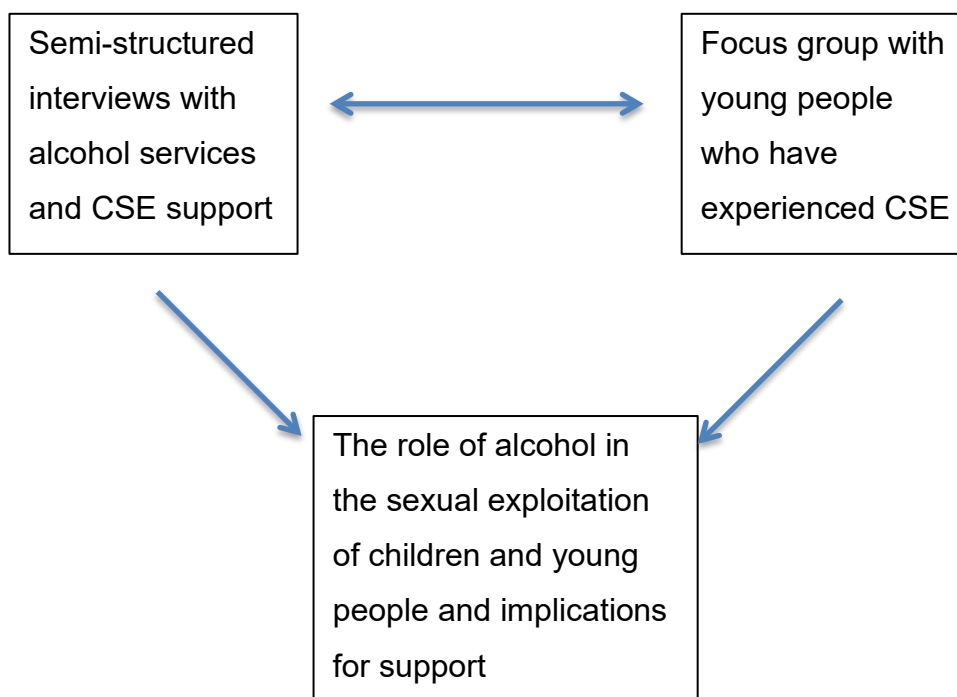 Semi-structured
interviews with
alcohol services
and CSE support
Focus group with
young people
who have
experienced CSE
The role of alcohol in
the sexual exploitation
of children and young
people and implications
for support